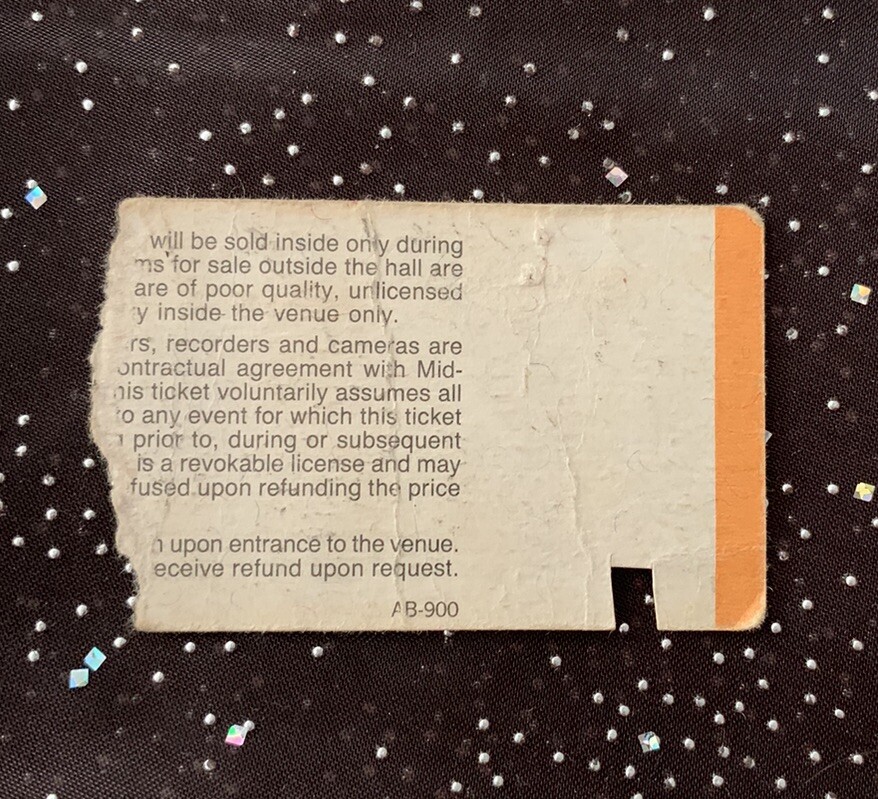 will be sold inside only during
ms for sale outside the hall are
are of poor quality, unlicensed
y inside the venue only.
rs, recorders and cameras are
ontractual agreement with Mid-
his ticket voluntarily assumes all
to any event for which this ticket
prior to, during or subsequent
is a revokable license and may
fused upon refunding the price
n upon entrance to the venue.
eceive refund upon request.
AB-900